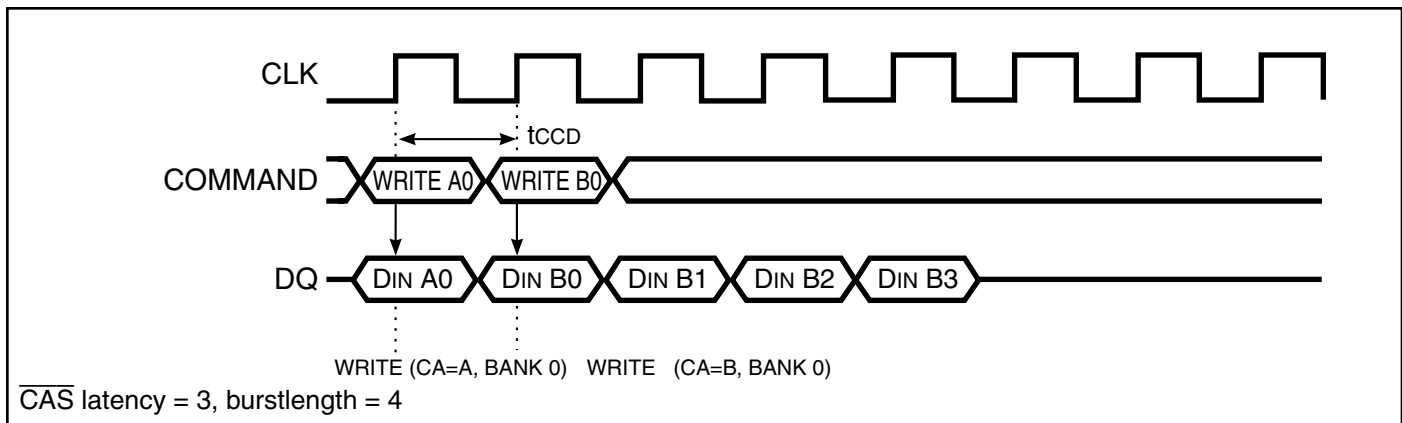 CLK
tCCD
COMMAND WRITE A0 WRITE B0
DQ DIN A0 DIN B0 DIN B1 DIN B2 DIN B3
WRITE (CA=A, BANK 0) WRITE (CA=B, BANK 0)
C̅A̅S̅ latency = 3, burstlength = 4